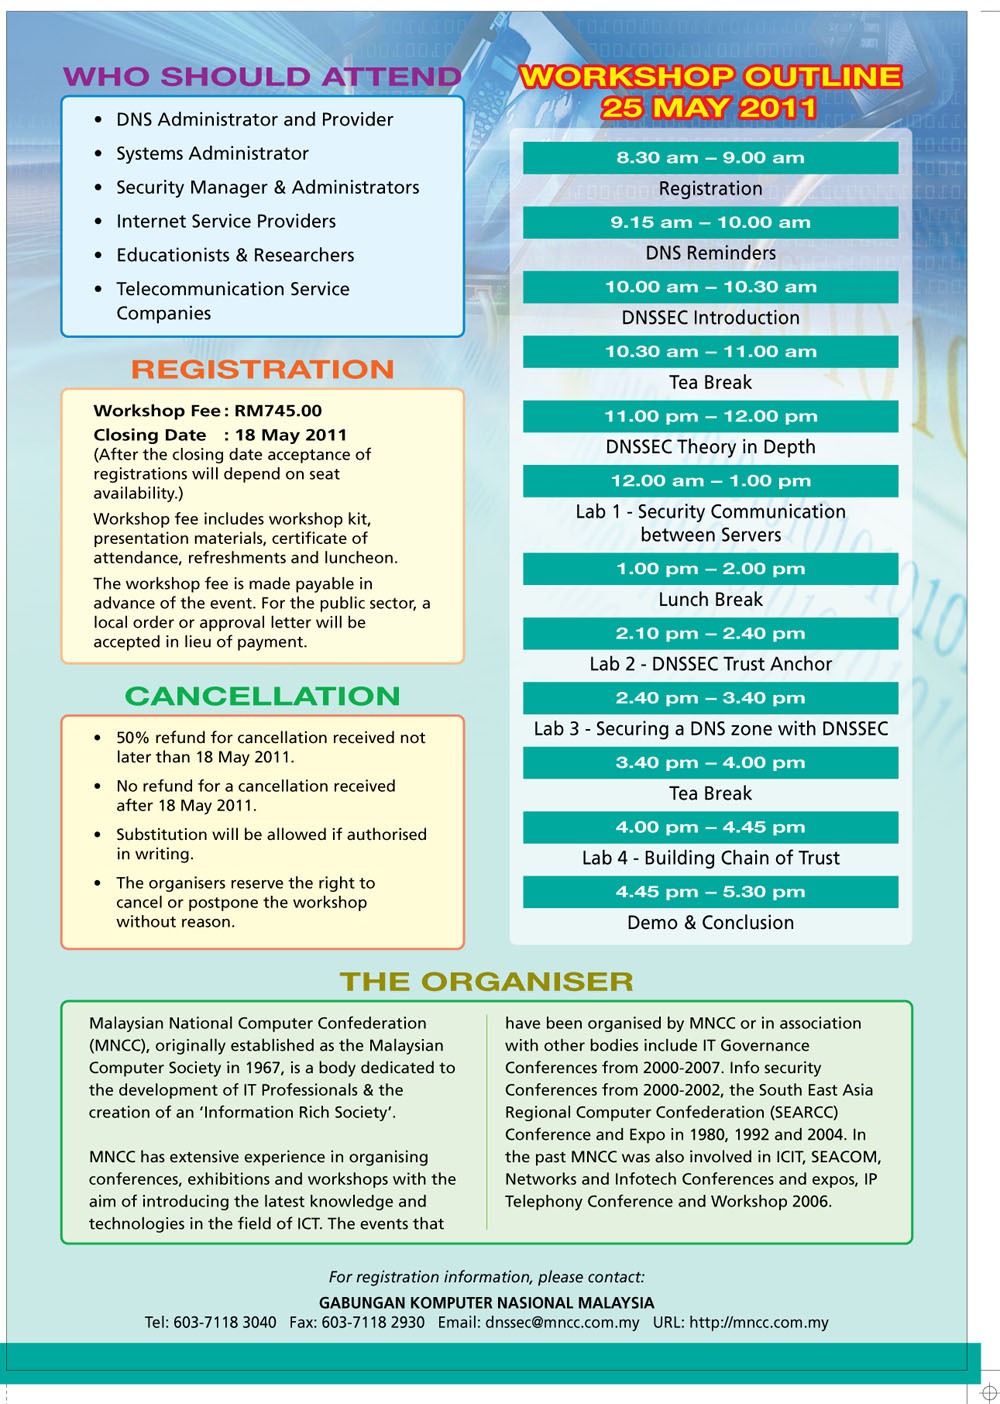 WHO SHOULD ATTEND
• DNS Administrator and Provider
• Systems Administrator
• Security Manager & Administrators
• Internet Service Providers
• Educationists & Researchers
• Telecommunication Service
Companies
REGISTRATION
Workshop Fee : RM745.00
Closing Date : 18 May 2011
(After the closing date acceptance of
registrations will depend on seat
availability.)
Workshop fee includes workshop kit,
presentation materials, certificate of
attendance, refreshments and luncheon.
The workshop fee is made payable in
advance of the event. For the public sector, a
local order or approval letter will be
accepted in lieu of payment.
CANCELLATION
• 50% refund for cancellation received not
later than 18 May 2011.
• No refund for a cancellation received
after 18 May 2011.
• Substitution will be allowed if authorised
in writing.
• The organisers reserve the right to
cancel or postpone the workshop
without reason.
WORKSHOP OUTLINE
25 MAY 2011
8.30 am – 9.00 am
Registration
9.15 am – 10.00 am
DNS Reminders
10.00 am – 10.30 am
DNSSEC Introduction
10.30 am – 11.00 am
Tea Break
11.00 pm – 12.00 pm
DNSSEC Theory in Depth
12.00 am – 1.00 pm
Lab 1 - Security Communication
between Servers
1.00 pm – 2.00 pm
Lunch Break
2.10 pm – 2.40 pm
Lab 2 - DNSSEC Trust Anchor
2.40 pm – 3.40 pm
Lab 3 - Securing a DNS zone with DNSSEC
3.40 pm – 4.00 pm
Tea Break
4.00 pm – 4.45 pm
Lab 4 - Building Chain of Trust
4.45 pm – 5.30 pm
Demo & Conclusion
THE ORGANISER
Malaysian National Computer Confederation
(MNCC), originally established as the Malaysian
Computer Society in 1967, is a body dedicated to
the development of IT Professionals & the
creation of an ‘Information Rich Society’.
MNCC has extensive experience in organising
conferences, exhibitions and workshops with the
aim of introducing the latest knowledge and
technologies in the field of ICT. The events that
have been organised by MNCC or in association
with other bodies include IT Governance
Conferences from 2000-2007. Info security
Conferences from 2000-2002, the South East Asia
Regional Computer Confederation (SEARCC)
Conference and Expo in 1980, 1992 and 2004. In
the past MNCC was also involved in ICIT, SEACOM,
Networks and Infotech Conferences and expos, IP
Telephony Conference and Workshop 2006.
For registration information, please contact:
GABUNGAN KOMPUTER NASIONAL MALAYSIA
Tel: 603-7118 3040 Fax: 603-7118 2930 Email: dnssec@mncc.com.my URL: http://mncc.com.my